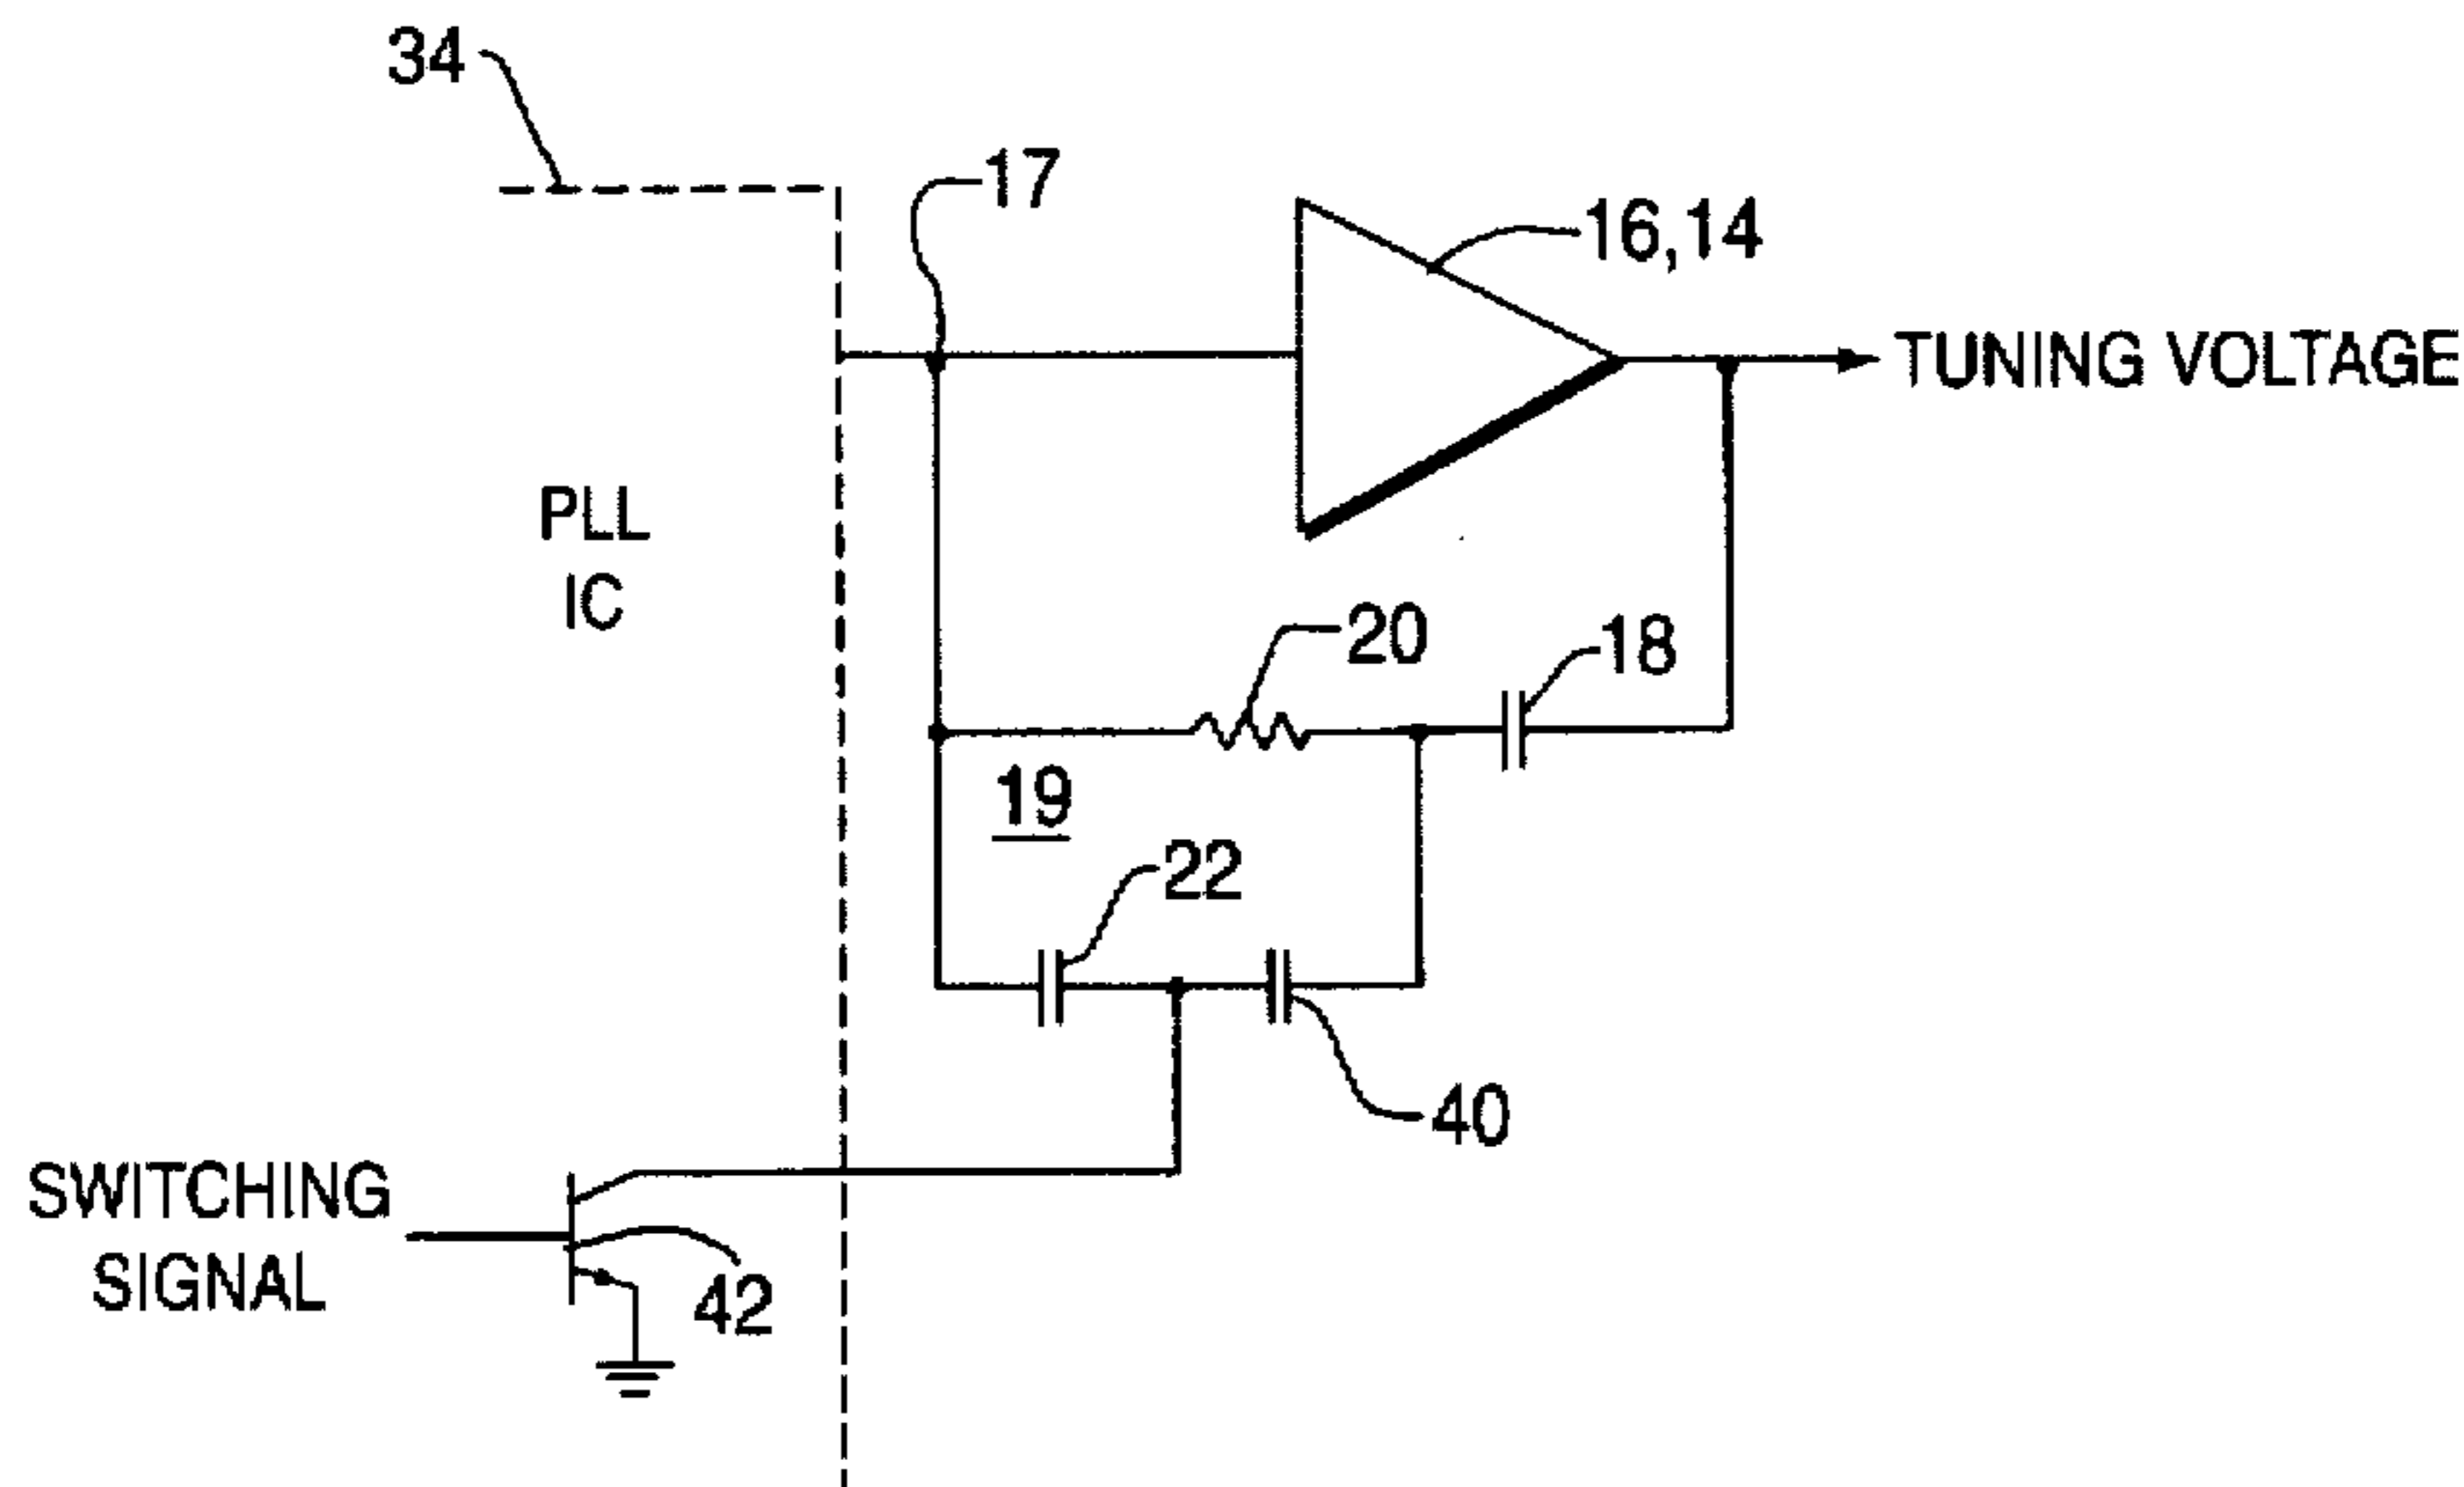 34
17
16,14
TUNING VOLTAGE
PLL
IC
20
18
19
22
40
SWITCHING
SIGNAL
42